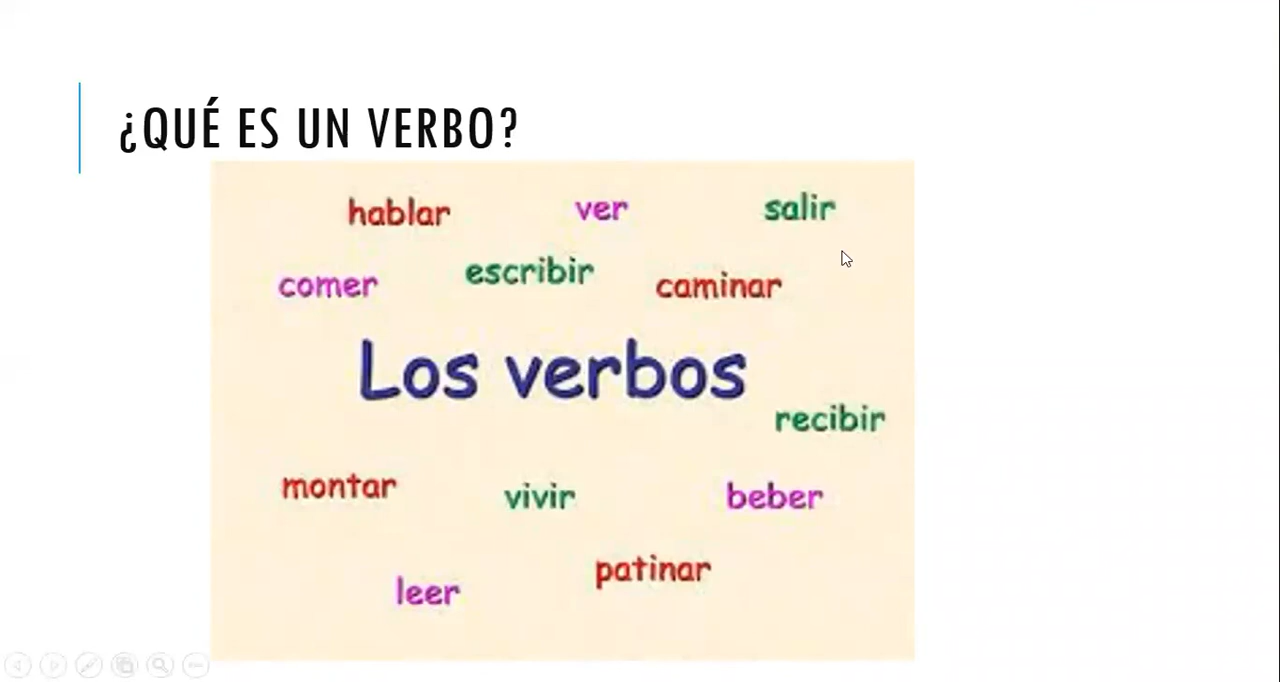 ¿QUÉ ES UN VERBO?
hablar ver salir
comer escribir caminar
Los verbos
recibir
montar vivir beber
patinar
leer